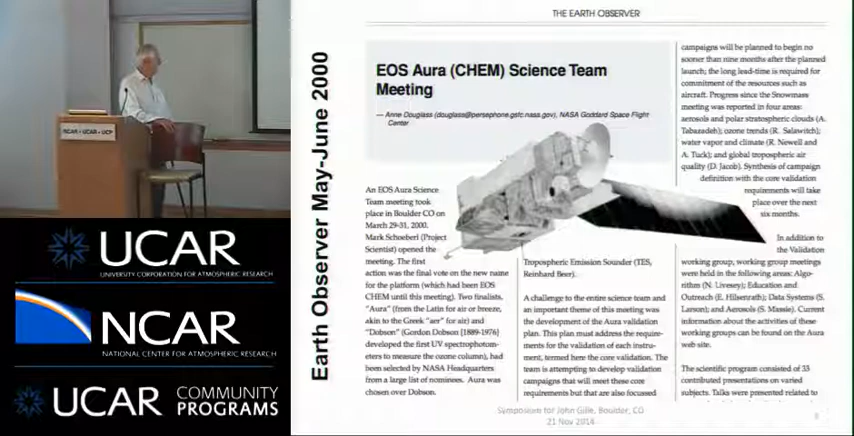 NCAR • UCAR • UCP
UCAR
UNIVERSITY CORPORATION FOR ATMOSPHERIC RESEARCH
NCAR
NATIONAL CENTER FOR ATMOSPHERIC RESEARCH
UCAR COMMUNITY
PROGRAMS
Earth Observer May-June 2000
THE EARTH OBSERVER
EOS Aura (CHEM) Science Team
Meeting
— Anne Douglass (douglass@persephone.gsfc.nasa.gov), NASA Goddard Space Flight
Center
An EOS Aura Science
Team meeting took
place in Boulder CO on
March 29-31, 2000.
Mark Schoeberl (Project
Scientist) opened the
meeting. The first
action was the final vote on the new name
for the platform (which had been EOS
CHEM until this meeting). Two finalists,
"Aura" (from the Latin for air or breeze,
akin to the Greek "aer" for air) and
"Dobson" (Gordon Dobson [1889-1976]
developed the first UV spectrophotom-
eters to measure the ozone column), had
been selected by NASA Headquarters
from a large list of nominees. Aura was
chosen over Dobson.
Tropospheric Emission Sounder (TES,
Reinhard Beer).
A challenge to the entire science team and
an important theme of this meeting was
the development of the Aura validation
plan. This plan must address the require-
ments for the validation of each instru-
ment, termed here the core validation. The
team is attempting to develop validation
campaigns that will meet these core
requirements but that are also focussed
campaigns will be planned to begin no
sooner than nine months after the planned
launch; the long lead-time is required for
commitment of the resources such as
aircraft. Progress since the Snowmass
meeting was reported in four areas:
aerosols and polar stratospheric clouds (A.
Tabazadeh); ozone trends (R. Salawitch);
water vapor and climate (R. Newell and
A. Tuck); and global tropospheric air
quality (D. Jacob). Synthesis of campaign
definition with the core validation
requirements will take
place over the next
six months.
In addition to
the Validation
working group, working group meetings
were held in the following areas: Algo-
rithm (N. Livesey); Education and
Outreach (E. Hilsenrath); Data Systems (S.
Larson); and Aerosols (S. Massie). Current
information about the activities of these
working groups can be found on the Aura
web site.
The scientific program consisted of 33
contributed presentations on varied
subjects. Talks were presented related to
Symposium for John Gille, Boulder, CO
21 Nov 2014